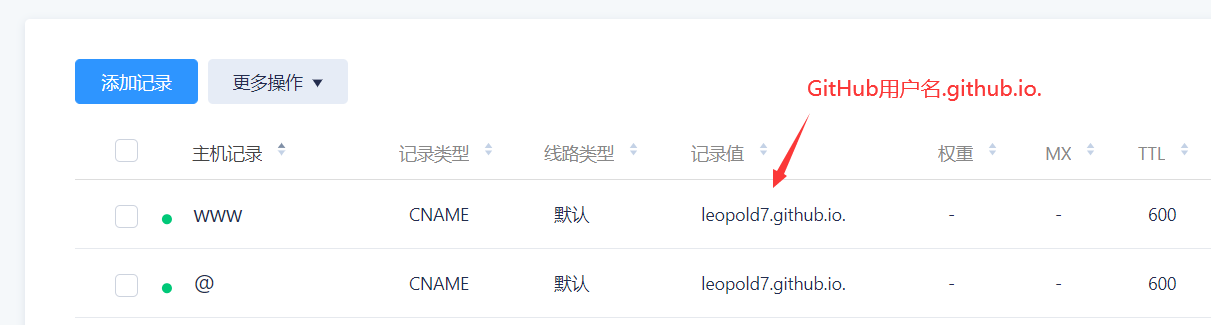 添加记录 更多操作
GitHub用户名.github.io.
主机记录 记录类型 线路类型 记录值 权重 MX TTL
www CNAME 默认 leopold7.github.io. - - 600
@ CNAME 默认 leopold7.github.io. - - 600